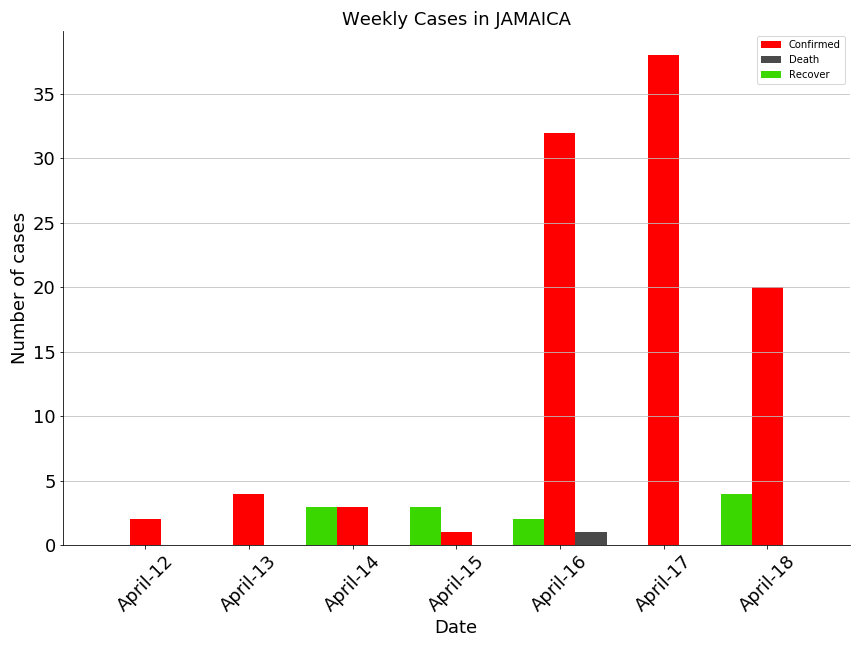 Weekly Cases in JAMAICA
Confirmed
Death
Recover
Number of cases
35
30
25
20
15
10
5
0
April-12
April-13
April-14
April-15
April-16
April-17
April-18
Date